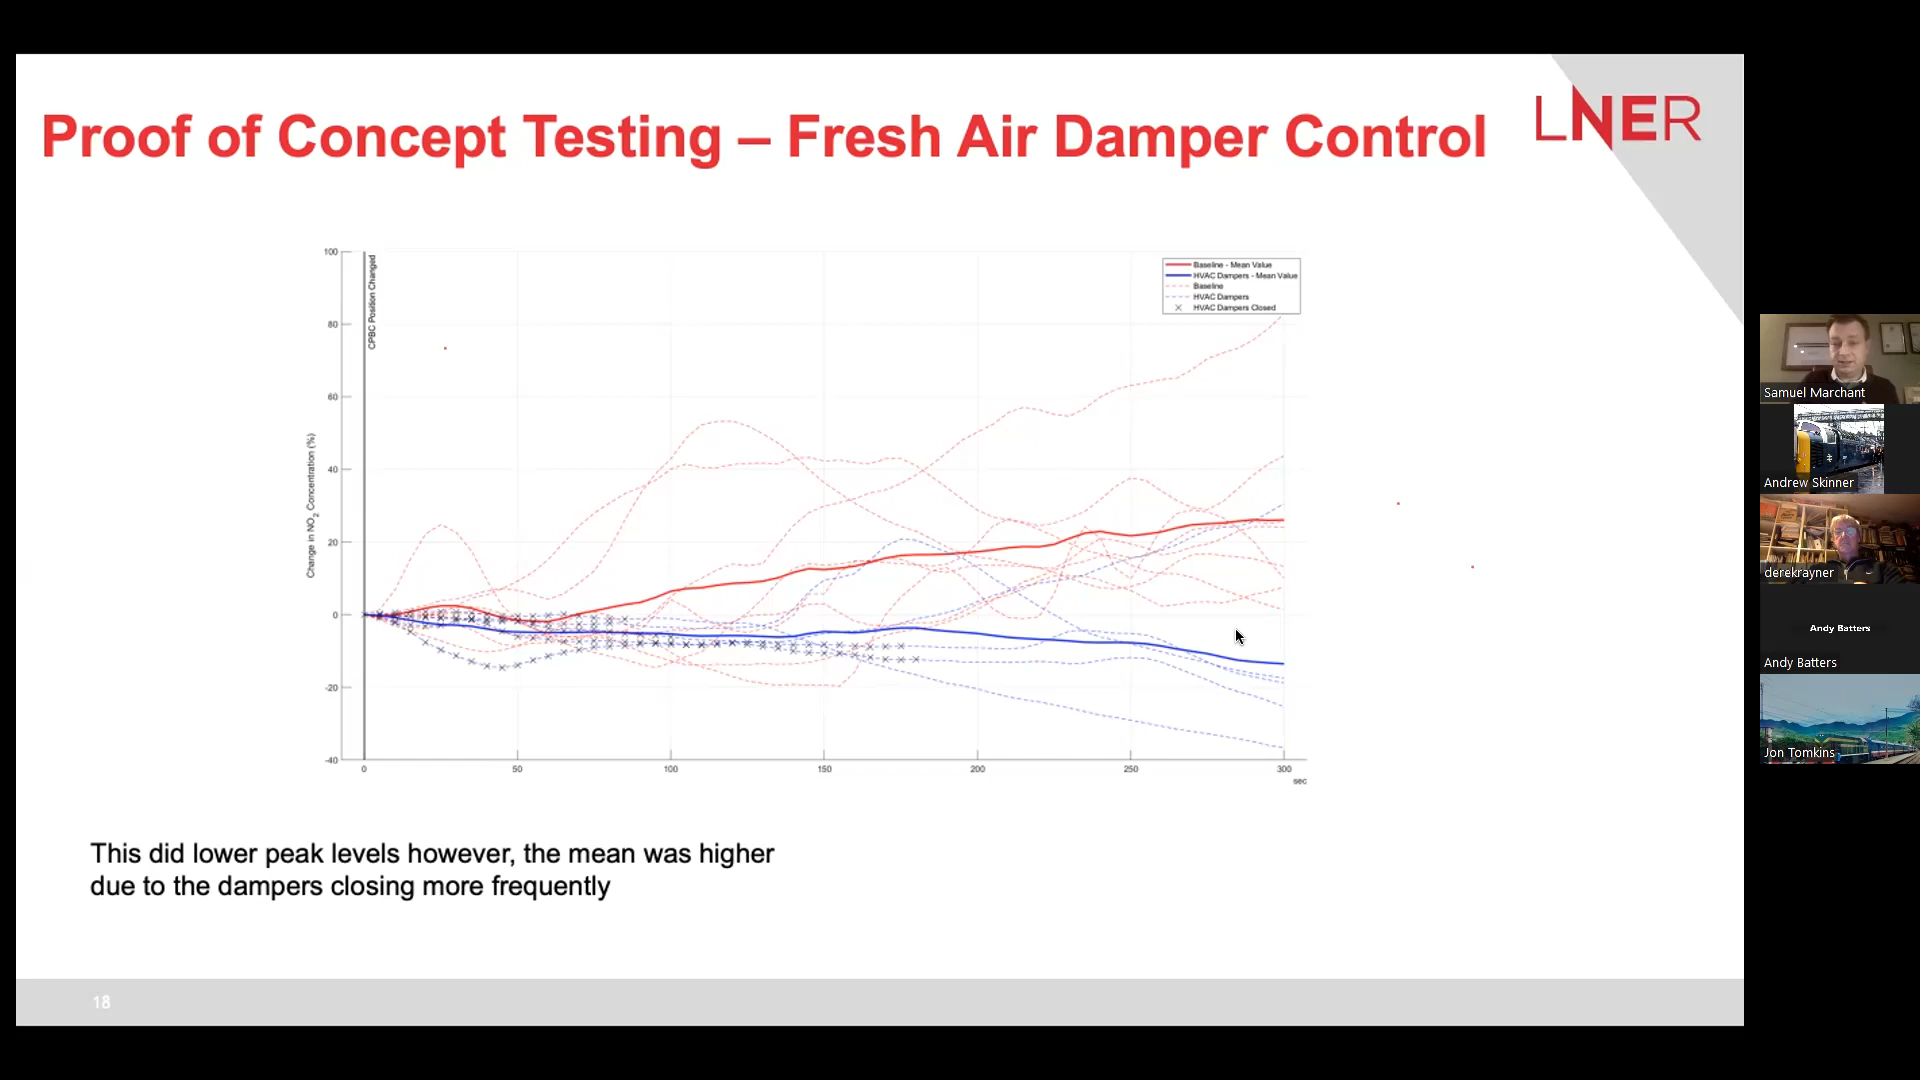 Proof of Concept Testing – Fresh Air Damper Control
LNER
CPBC Position Changed
Change in NO2 Concentration (%)
100
80
60
40
20
0
-20
-40
0
50
100
150
200
250
300
sec
Baseline - Mean Value
HVAC Dampers - Mean Value
Baseline
HVAC Dampers
HVAC Dampers Closed
This did lower peak levels however, the mean was higher
due to the dampers closing more frequently
18
Samuel Marchant
Andrew Skinner
derekrayner
Andy Batters
Andy Batters
Jon Tomkins